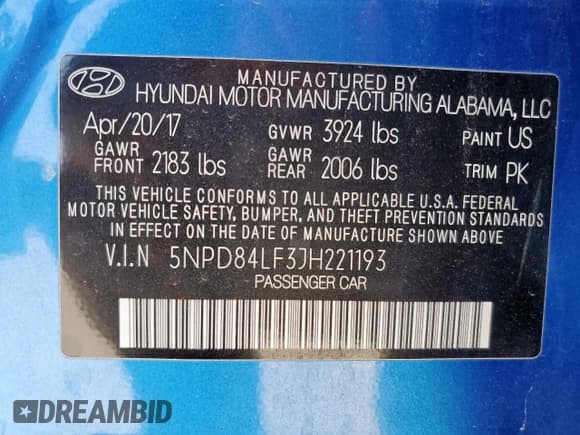 MANUFACTURED BY
HYUNDAI MOTOR MANUFACTURING ALABAMA, LLC
Apr/20/17 GVWR 3924 lbs PAINT US
GAWR FRONT 2183 lbs GAWR REAR 2006 lbs TRIM PK
THIS VEHICLE CONFORMS TO ALL APPLICABLE U.S.A. FEDERAL
MOTOR VEHICLE SAFETY, BUMPER, AND THEFT PREVENTION STANDARDS
IN EFFECT ON THE DATE OF MANUFACTURE SHOWN ABOVE.
V.I.N 5NPD84LF3JH221193
PASSENGER CAR
DREAMBID